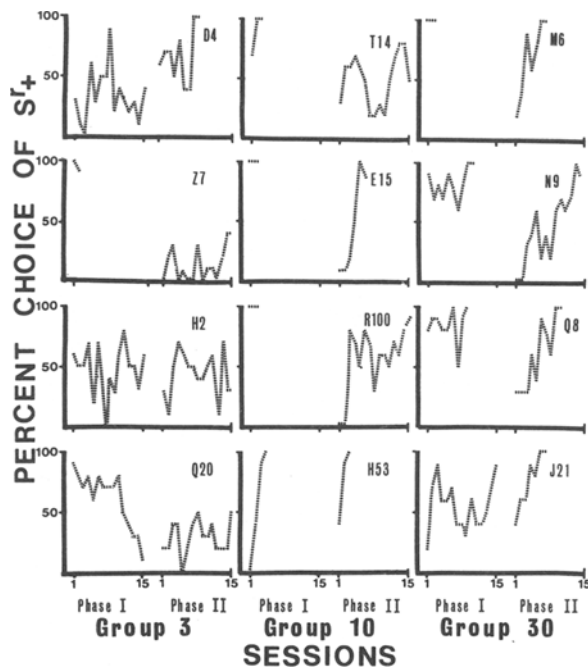 PERCENT CHOICE OF Sr+
100
50
D4
T14
M6
100
50
Z7
E15
N9
100
50
H2
R100
Q8
100
50
Q20
H53
J21
1 15 1 15
1 15 1 15
1 15 1 15
Phase I Phase II
Phase I Phase II
Phase I Phase II
Group 3
Group 10
Group 30
SESSIONS